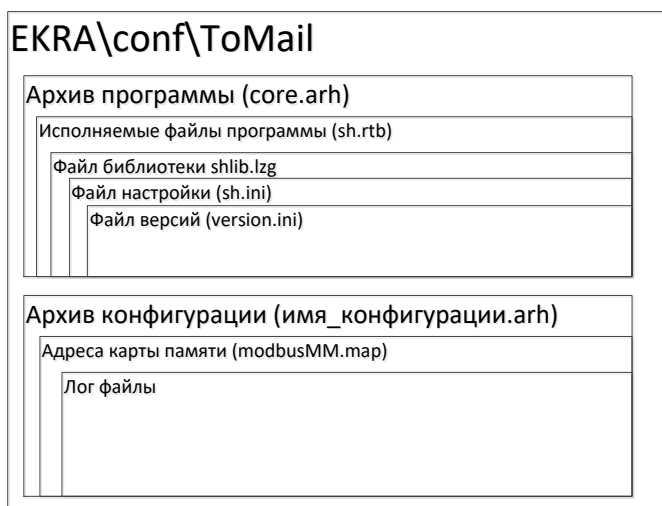 EKRA\conf\ToMail
Архив программы (core.arh)
Исполняемые файлы программы (sh.rtb)
Файл библиотеки shlib.lzg
Файл настройки (sh.ini)
Файл версий (version.ini)
Архив конфигурации (имя_конфигурации.arh)
Адреса карты памяти (modbusMM.map)
Лог файлы